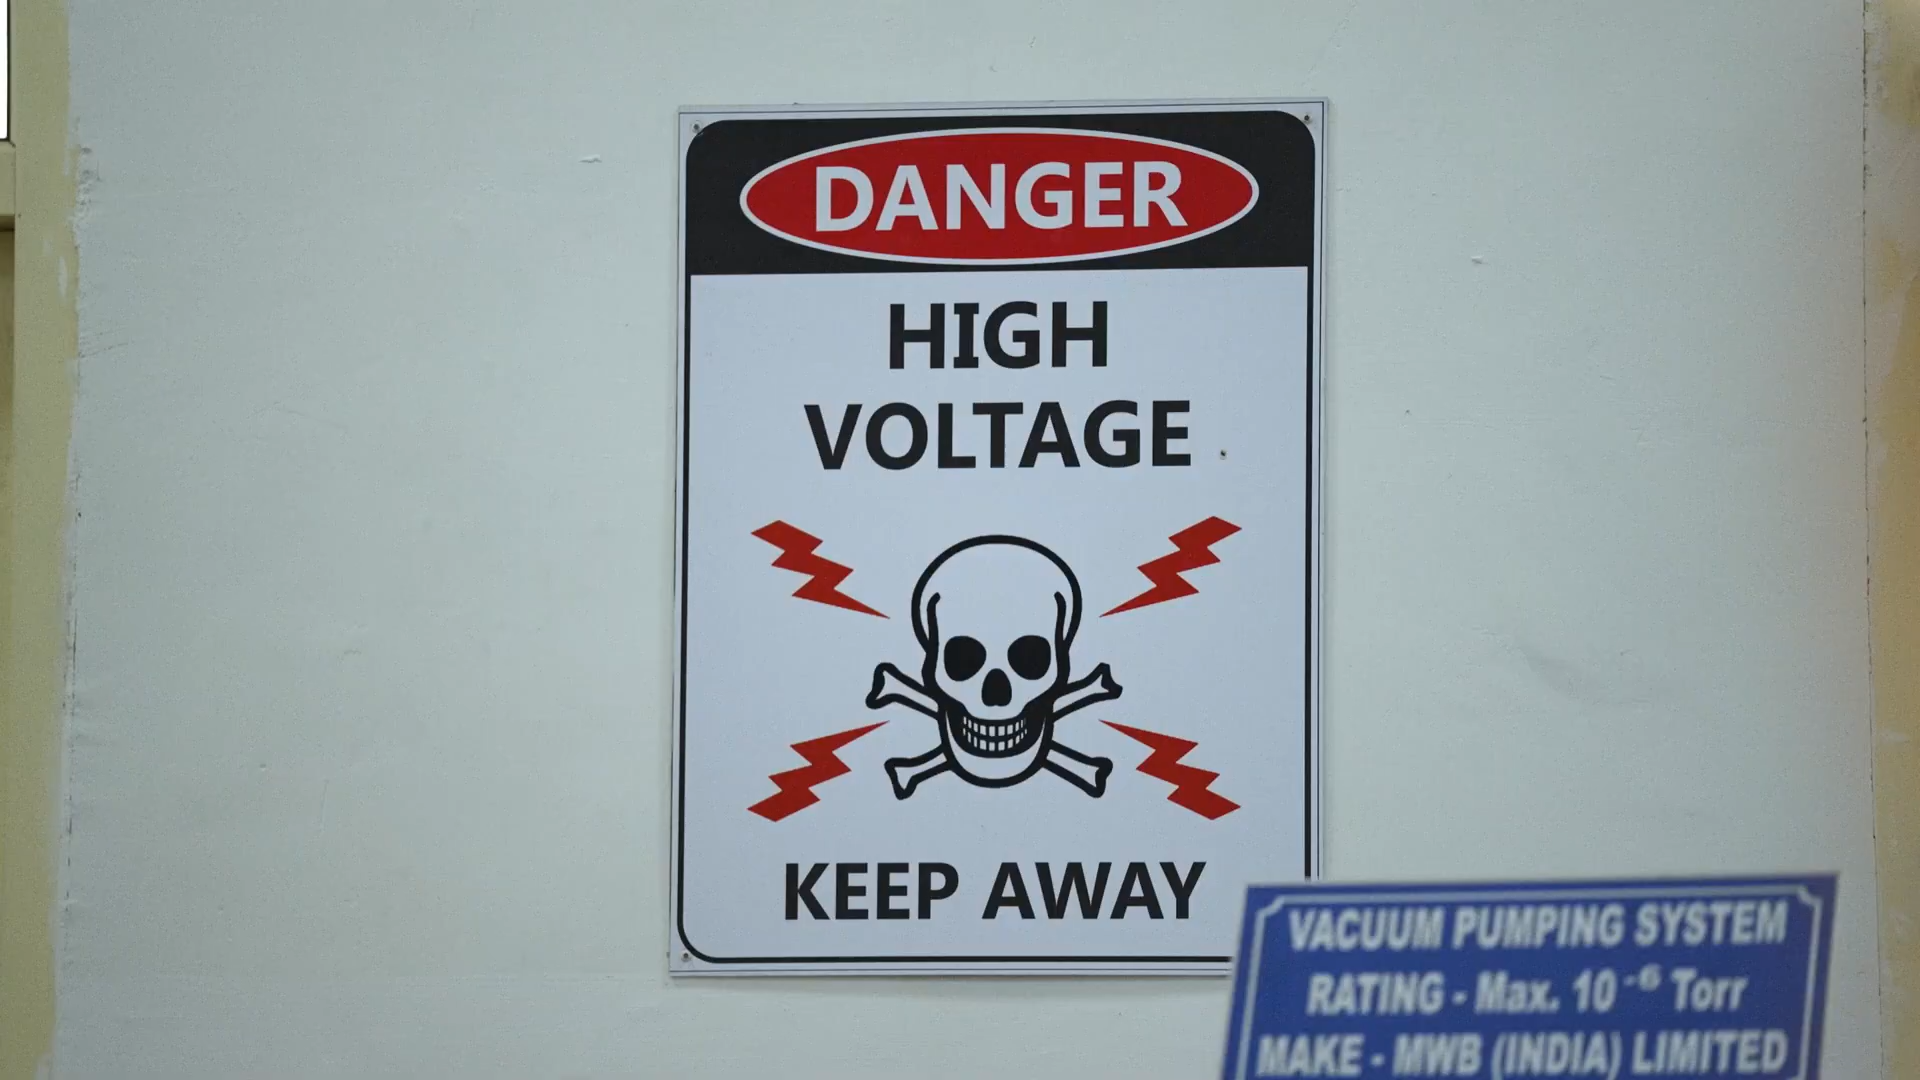 DANGER
HIGH
VOLTAGE
KEEP AWAY
VACUUM PUMPING SYSTEM
RATING - Max. 10⁻⁶ Torr
MAKE - MWB (INDIA) LIMITED